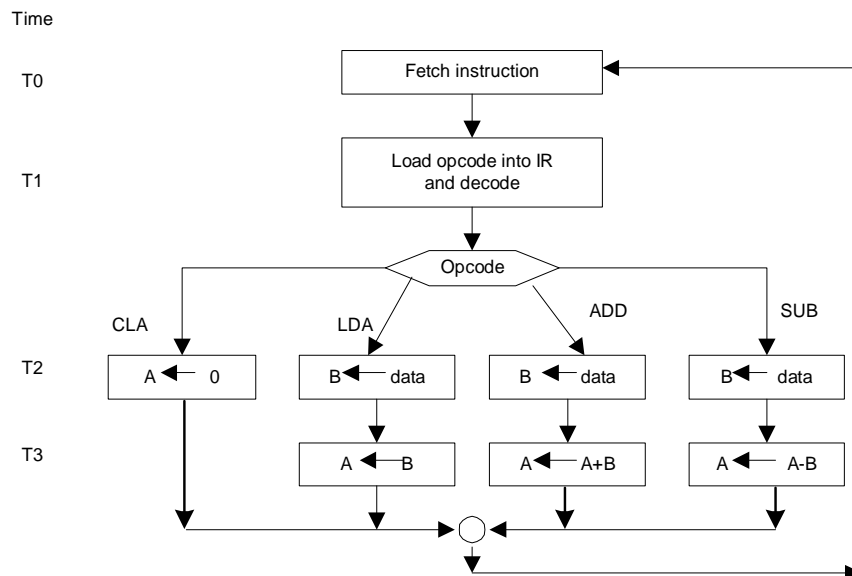 Time
T0
Fetch instruction
T1
Load opcode into IR
and decode
Opcode
CLA
LDA
ADD
SUB
T2
A 0
B data
B data
B data
T3
A B
A A+B
A A-B